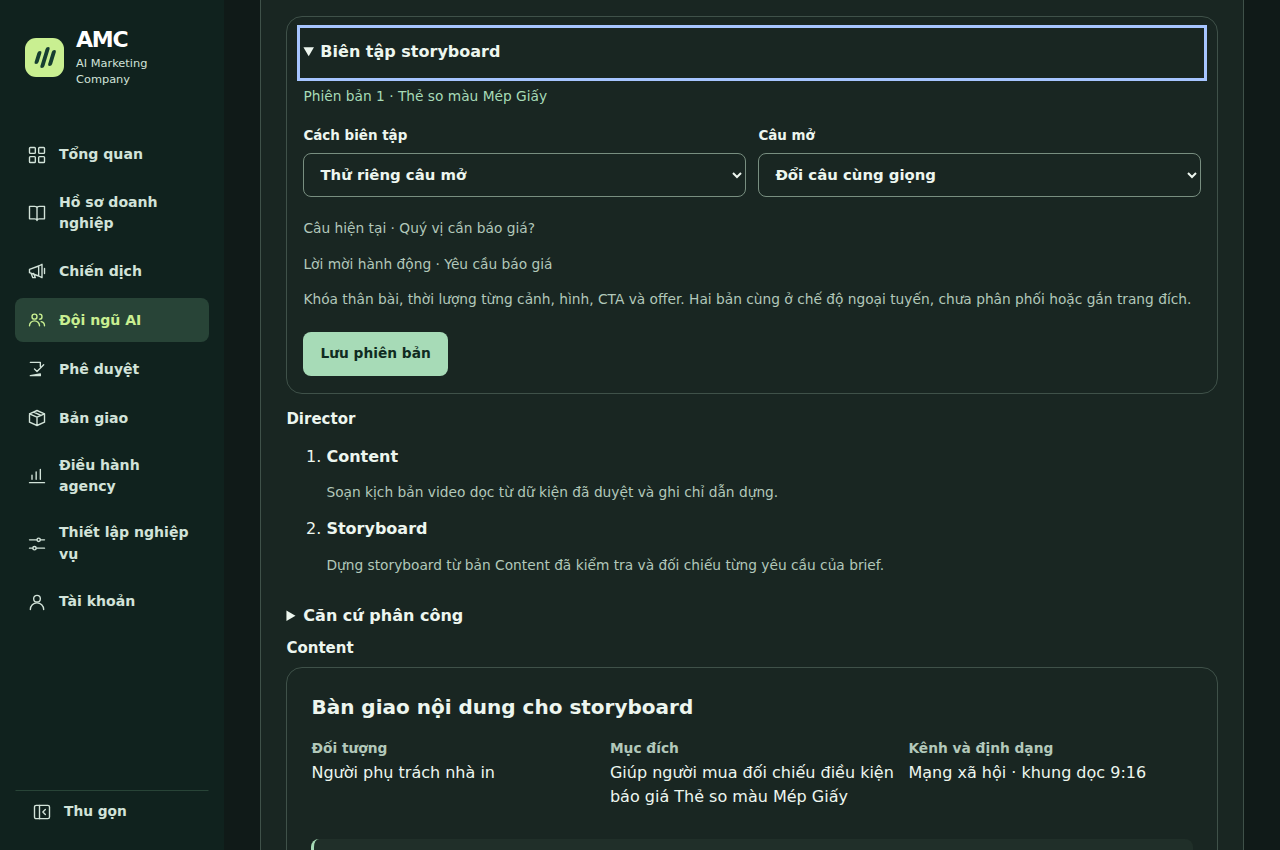 AMC
AI Marketing
Company
Tổng quan
Hồ sơ doanh
nghiệp
Chiến dịch
Đội ngũ AI
Phê duyệt
Bản giao
Điều hành
agency
Thiết lập nghiệp
vụ
Tài khoản
Thu gọn
Biên tập storyboard
Phiên bản 1 · Thẻ so màu Mép Giấy
Cách biên tập
Câu mở
Thử riêng câu mở
Đổi câu cùng giọng
Câu hiện tại · Quý vị cần báo giá?
Lời mời hành động · Yêu cầu báo giá
Khóa thân bài, thời lượng từng cảnh, hình, CTA và offer. Hai bản cùng ở chế độ ngoại tuyến, chưa phân phối hoặc gắn trang đích.
Lưu phiên bản
Director
1. Content
Soạn kịch bản video dọc từ dữ kiện đã duyệt và ghi chỉ dẫn dựng.
2. Storyboard
Dựng storyboard từ bản Content đã kiểm tra và đối chiếu từng yêu cầu của brief.
Căn cứ phân công
Content
Bàn giao nội dung cho storyboard
Đối tượng
Người phụ trách nhà in
Mục đích
Giúp người mua đối chiếu điều kiện
báo giá Thẻ so màu Mép Giấy
Kênh và định dạng
Mạng xã hội · khung dọc 9:16